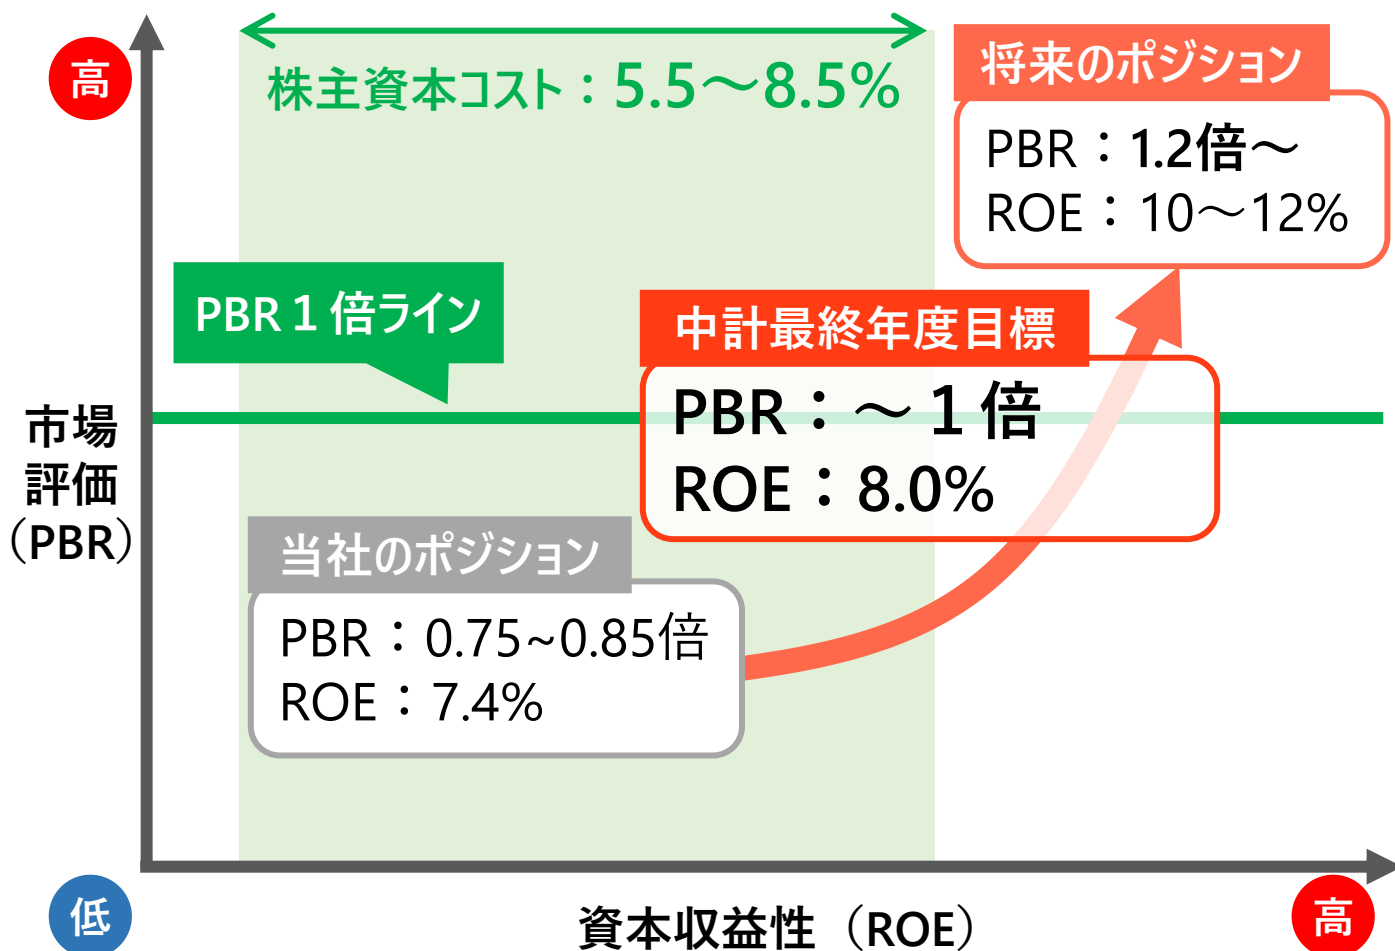 高
株主資本コスト：5.5～8.5%
将来のポジション
PBR：1.2倍～
ROE：10～12%
PBR１倍ライン
中計最終年度目標
PBR：～１倍
ROE：8.0%
市場
評価
（PBR）
当社のポジション
PBR：0.75~0.85倍
ROE：7.4%
低
資本収益性（ROE）
高